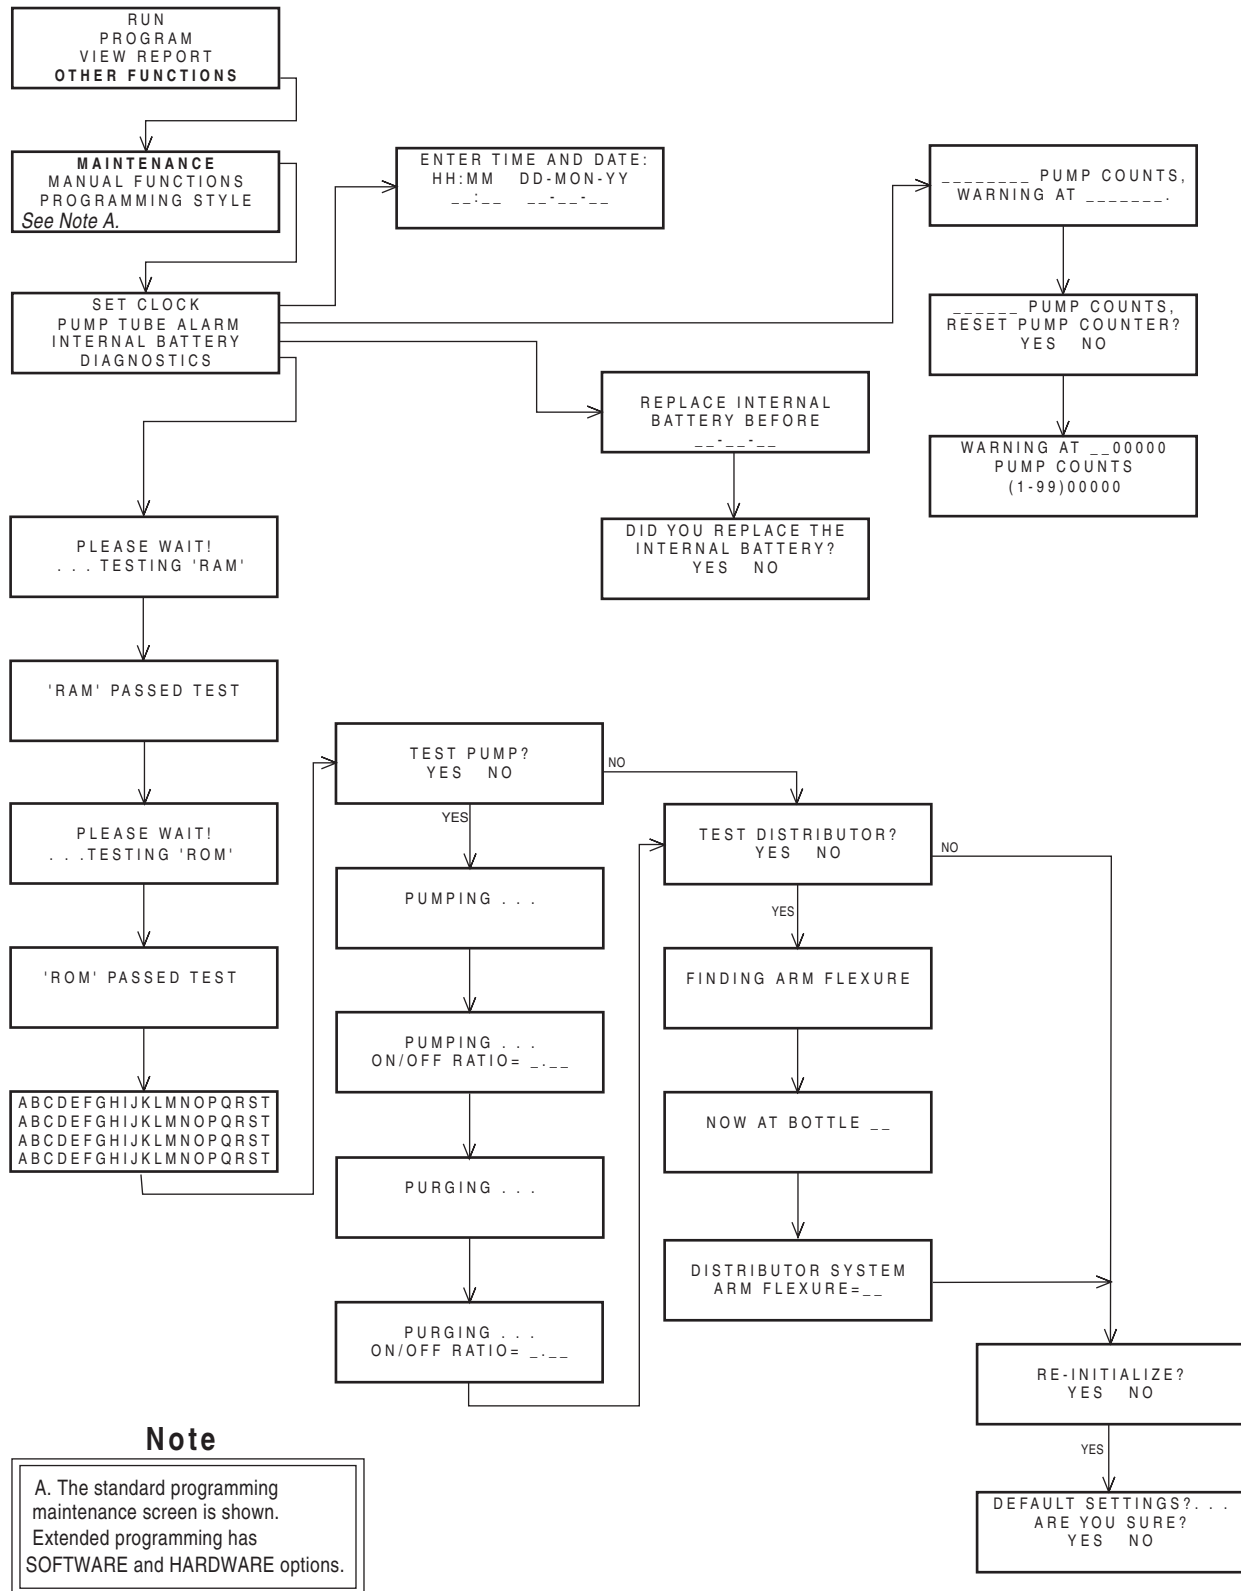 RUN
PROGRAM
VIEW REPORT
OTHER FUNCTIONS
MAINTENANCE
MANUAL FUNCTIONS
PROGRAMMING STYLE
See Note A.
ENTER TIME AND DATE:
HH:MM DD-MON-YY
__:__ __-__-__
________ PUMP COUNTS,
WARNING AT _______.
SET CLOCK
PUMP TUBE ALARM
INTERNAL BATTERY
DIAGNOSTICS
______ PUMP COUNTS,
RESET PUMP COUNTER?
YES NO
REPLACE INTERNAL
BATTERY BEFORE
__-__-__
WARNING AT __00000
PUMP COUNTS
(1-99)00000
DID YOU REPLACE THE
INTERNAL BATTERY?
YES NO
PLEASE WAIT!
. . . TESTING 'RAM'
'RAM' PASSED TEST
PLEASE WAIT!
. . .TESTING 'ROM'
'ROM' PASSED TEST
ABCDEFGHIJKLMNOPQRST
ABCDEFGHIJKLMNOPQRST
ABCDEFGHIJKLMNOPQRST
ABCDEFGHIJKLMNOPQRST
TEST PUMP?
YES NO
NO
YES
PUMPING . . .
PUMPING . . .
ON/OFF RATIO= _.__
PURGING . . .
PURGING . . .
ON/OFF RATIO= _.__
TEST DISTRIBUTOR?
YES NO
NO
YES
FINDING ARM FLEXURE
NOW AT BOTTLE __
DISTRIBUTOR SYSTEM
ARM FLEXURE=__
RE-INITIALIZE?
YES NO
YES
DEFAULT SETTINGS?. . .
ARE YOU SURE?
YES NO
Note
A. The standard programming
maintenance screen is shown.
Extended programming has
SOFTWARE and HARDWARE options.